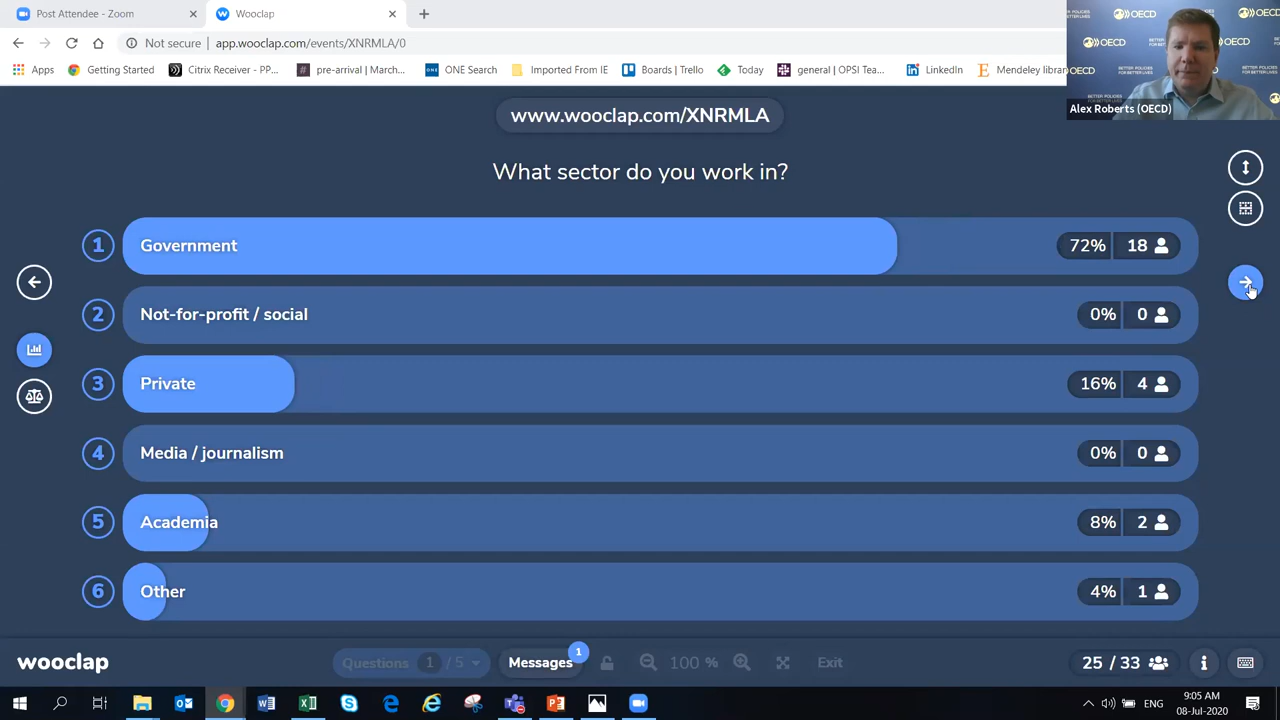 Post Attendee - Zoom
Wooclap
Not secure
app.wooclap.com/events/XNRMLA/0
Apps
Getting Started
Citrix Receiver - PP...
pre-arrival | March...
ONE
ONE Search
Imported From IE
Boards | Trello
Today
general | OPSI Tea...
LinkedIn
Mendeley librar
OECD
Alex Roberts (OECD)
www.wooclap.com/XNRMLA
What sector do you work in?
1 Government 72% 18
2 Not-for-profit / social 0% 0
3 Private 16% 4
4 Media / journalism 0% 0
5 Academia 8% 2
6 Other 4% 1
wooclap
Questions 1 / 5
Messages 1
100 %
Exit
25 / 33
9:05 AM
ENG
08-Jul-2020